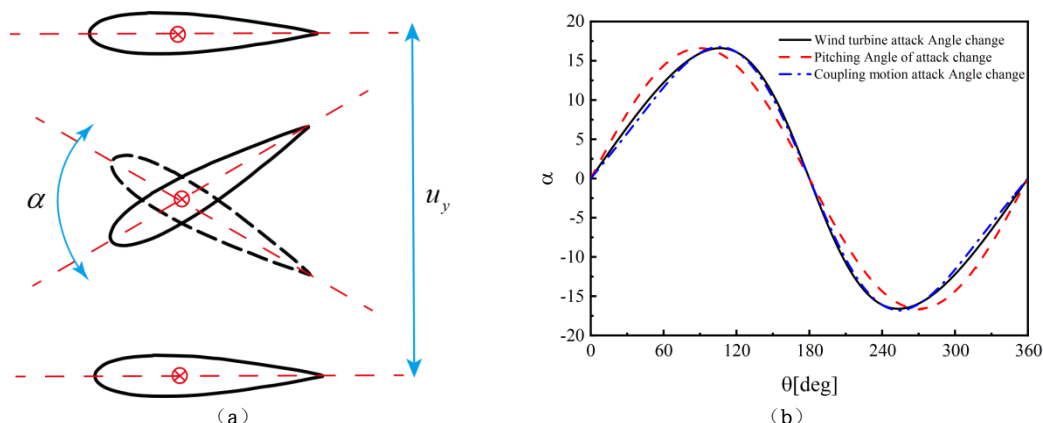 α
u_y
（a）
20
15
10
5
0
-5
-10
-15
-20
α
Wind turbine attack Angle change
Pitching Angle of attack change
Coupling motion attack Angle change
0 60 120 180 240 300 360
θ[deg]
（b）